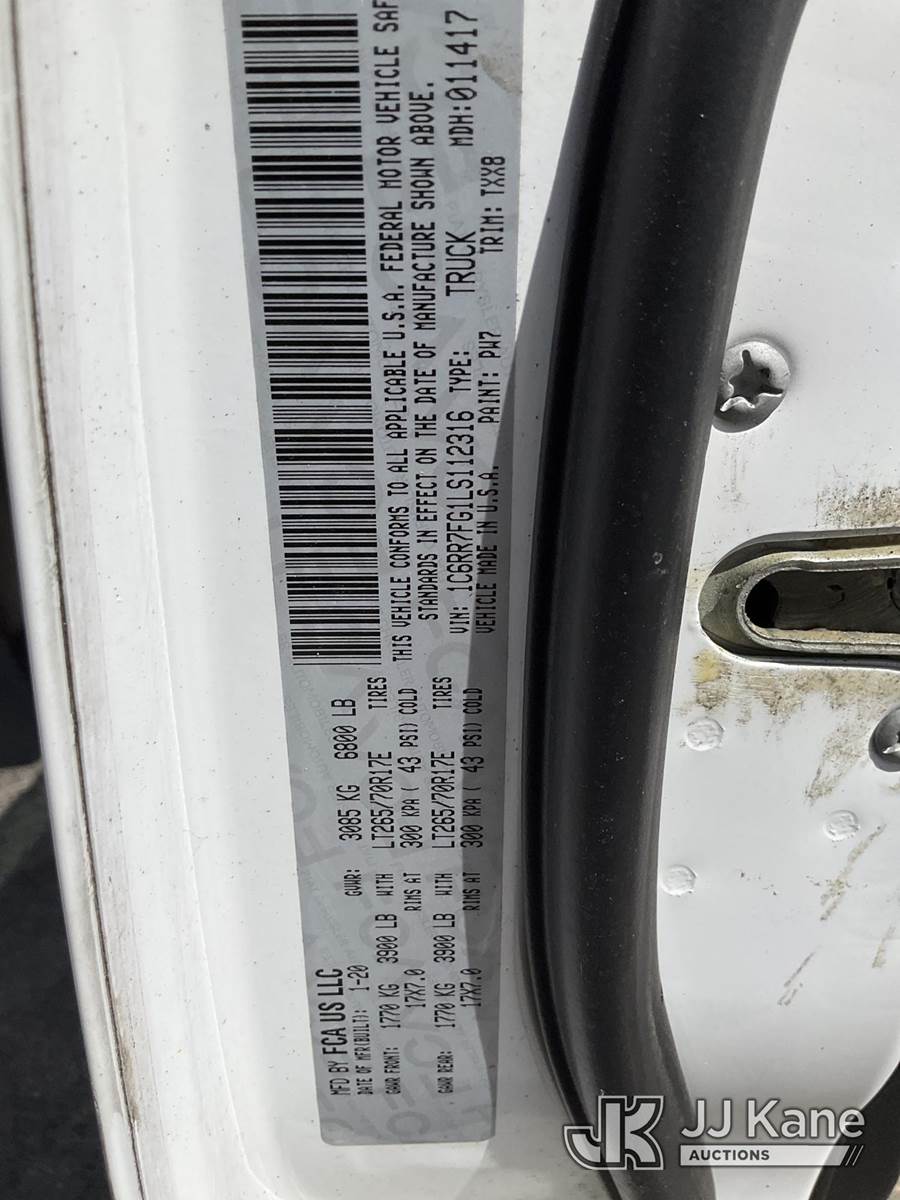 MFD BY FCA US LLC
DATE OF MFR(BUILT): 1-20 GVWR: 3085 KG 6800 LB
GAWR FRONT: 1770 KG 3900 LB WITH LT265/70R17E TIRES
17X7.0 RIMS AT 300 KPA ( 43 PSI) COLD
GAWR REAR: 1770 KG 3900 LB WITH LT265/70R17E TIRES
17X7.0 RIMS AT 300 KPA ( 43 PSI) COLD
THIS VEHICLE CONFORMS TO ALL APPLICABLE U.S.A. FEDERAL MOTOR VEHICLE SAF
STANDARDS IN EFFECT ON THE DATE OF MANUFACTURE SHOWN ABOVE.
VIN: 1C6RR7FG1LS112316 TYPE: TRUCK MDH:011417
VEHICLE MADE IN U.S.A. PAINT: PW7 TRIM: TXX8
JK JJ Kane
AUCTIONS